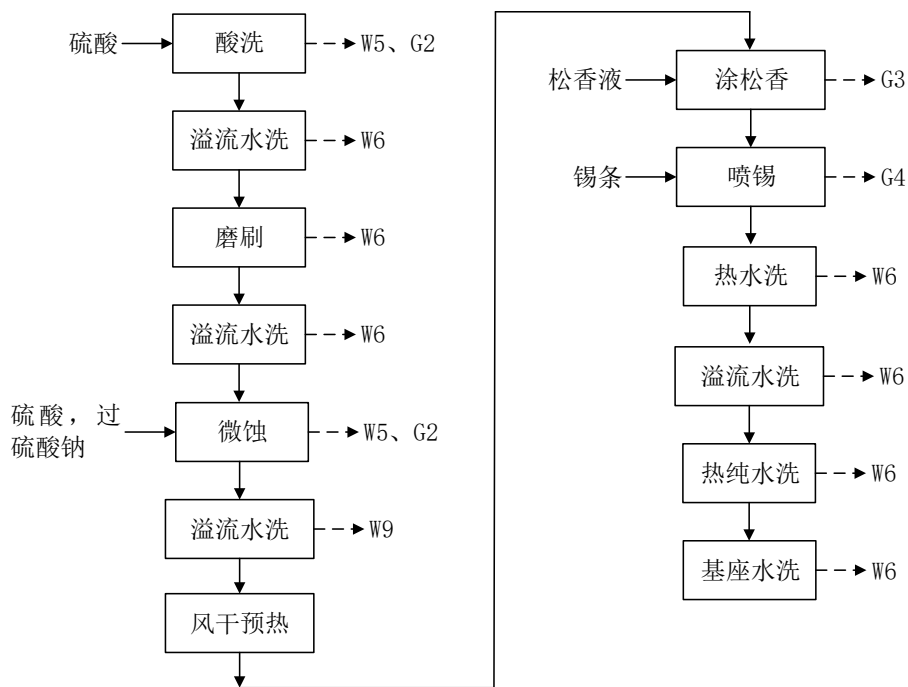 硫酸
酸洗
W5、G2
溢流水洗
W6
磨刷
W6
溢流水洗
W6
硫酸，过
硫酸钠
微蚀
W5、G2
溢流水洗
W9
风干预热
松香液
涂松香
G3
锡条
喷锡
G4
热水洗
W6
溢流水洗
W6
热纯水洗
W6
基座水洗
W6